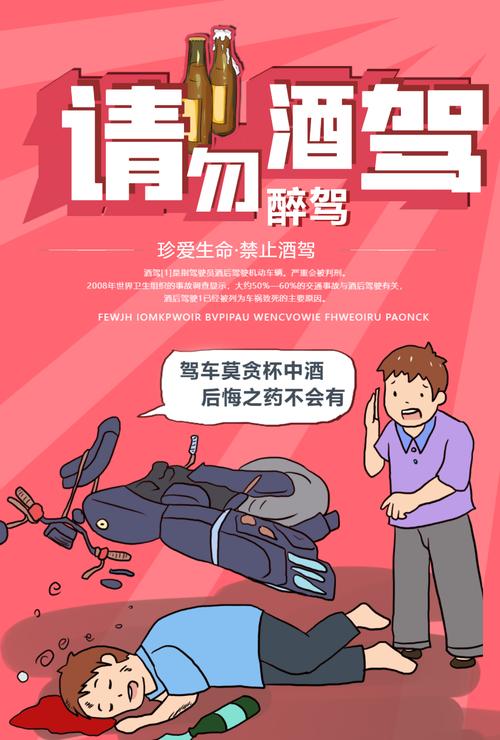 请勿酒驾
醉驾
珍爱生命·禁止酒驾
酒驾[1]是指驾驶员酒后驾驶机动车辆。严重会被判刑。
2008年世界卫生组织的事故调查显示，大约50%—60%的交通事故与酒后驾驶有关，
酒后驾驶1已经被列为车祸致死的主要原因。
FEWJH IOMKPWOIR BVPIPAU WENCVOWIE FHWEOIRU PAONCK
驾车莫贪杯中酒
后悔之药不会有